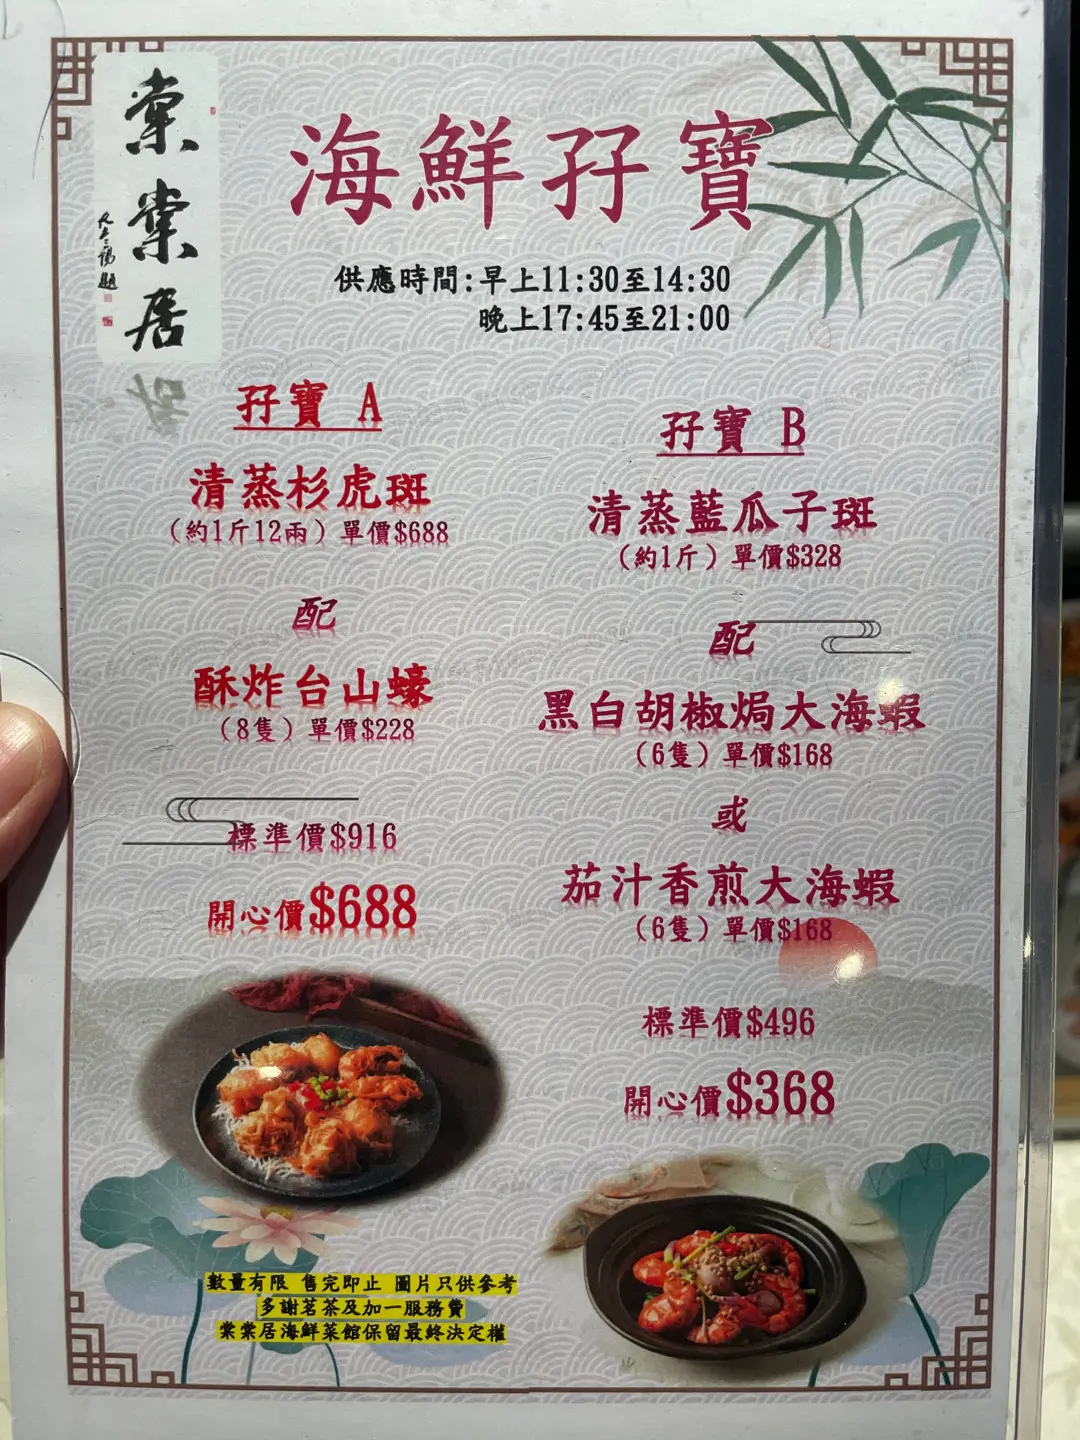 棠棠居
海鮮孖寶
供應時間:早上11:30至14:30
晚上17:45至21:00
孖寶 A
清蒸杉虎斑
(約1斤12兩) 單價$688
配
酥炸台山蠔
(8隻) 單價$228
標準價$916
開心價$688
孖寶 B
清蒸藍瓜子斑
(約1斤) 單價$328
配
黑白胡椒焗大海蝦
(6隻) 單價$168
或
茄汁香煎大海蝦
(6隻) 單價$168
標準價$496
開心價$368
數量有限 售完即止 圖片只供參考
多謝茗茶及加一服務費
棠棠居海鮮菜館保留最終決定權